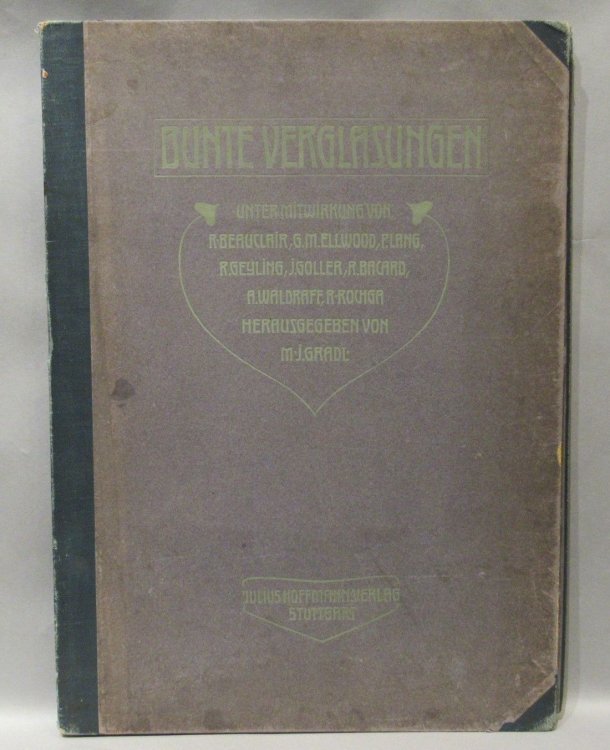 BUNTE VERGLASUNGEN
UNTER MITWIRKUNG VON
R. BEAUCLAIR, G. M. ELLWOOD, P. LANG,
R. GEYLING, J. GOLLER, R. BACARD,
A. WALDRAFF, R. ROCHGA
HERAUSGEGEBEN VON
M. J. GRADL
JULIUS HOFFMANN VERLAG
STUTTGART